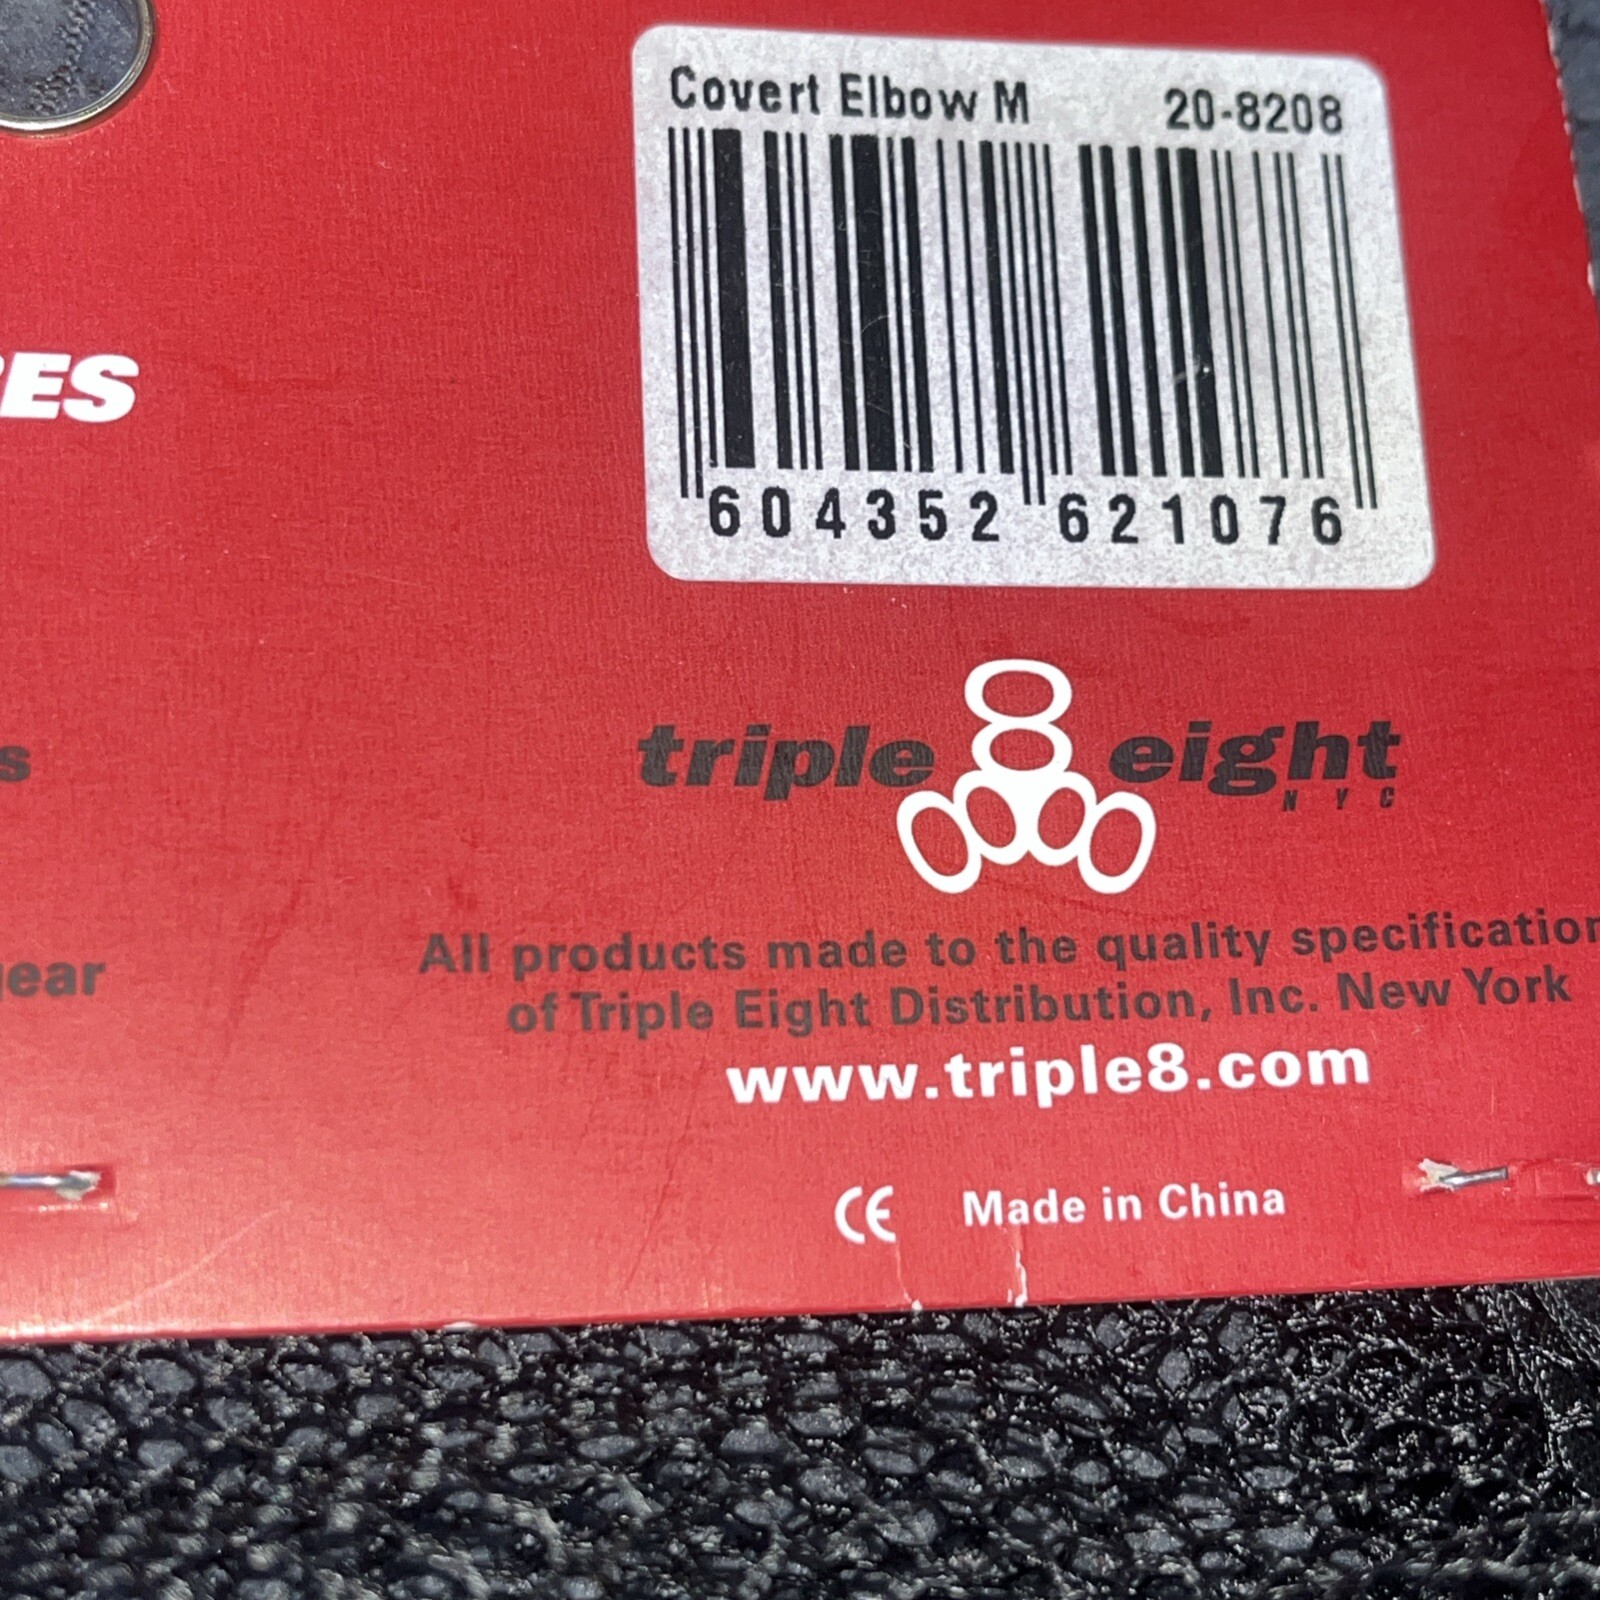 Covert Elbow M 20-8208
604352 621076
ES
triple eight
NYC
s
gear
All products made to the quality specification
of Triple Eight Distribution, Inc. New York
www.triple8.com
CE Made in China